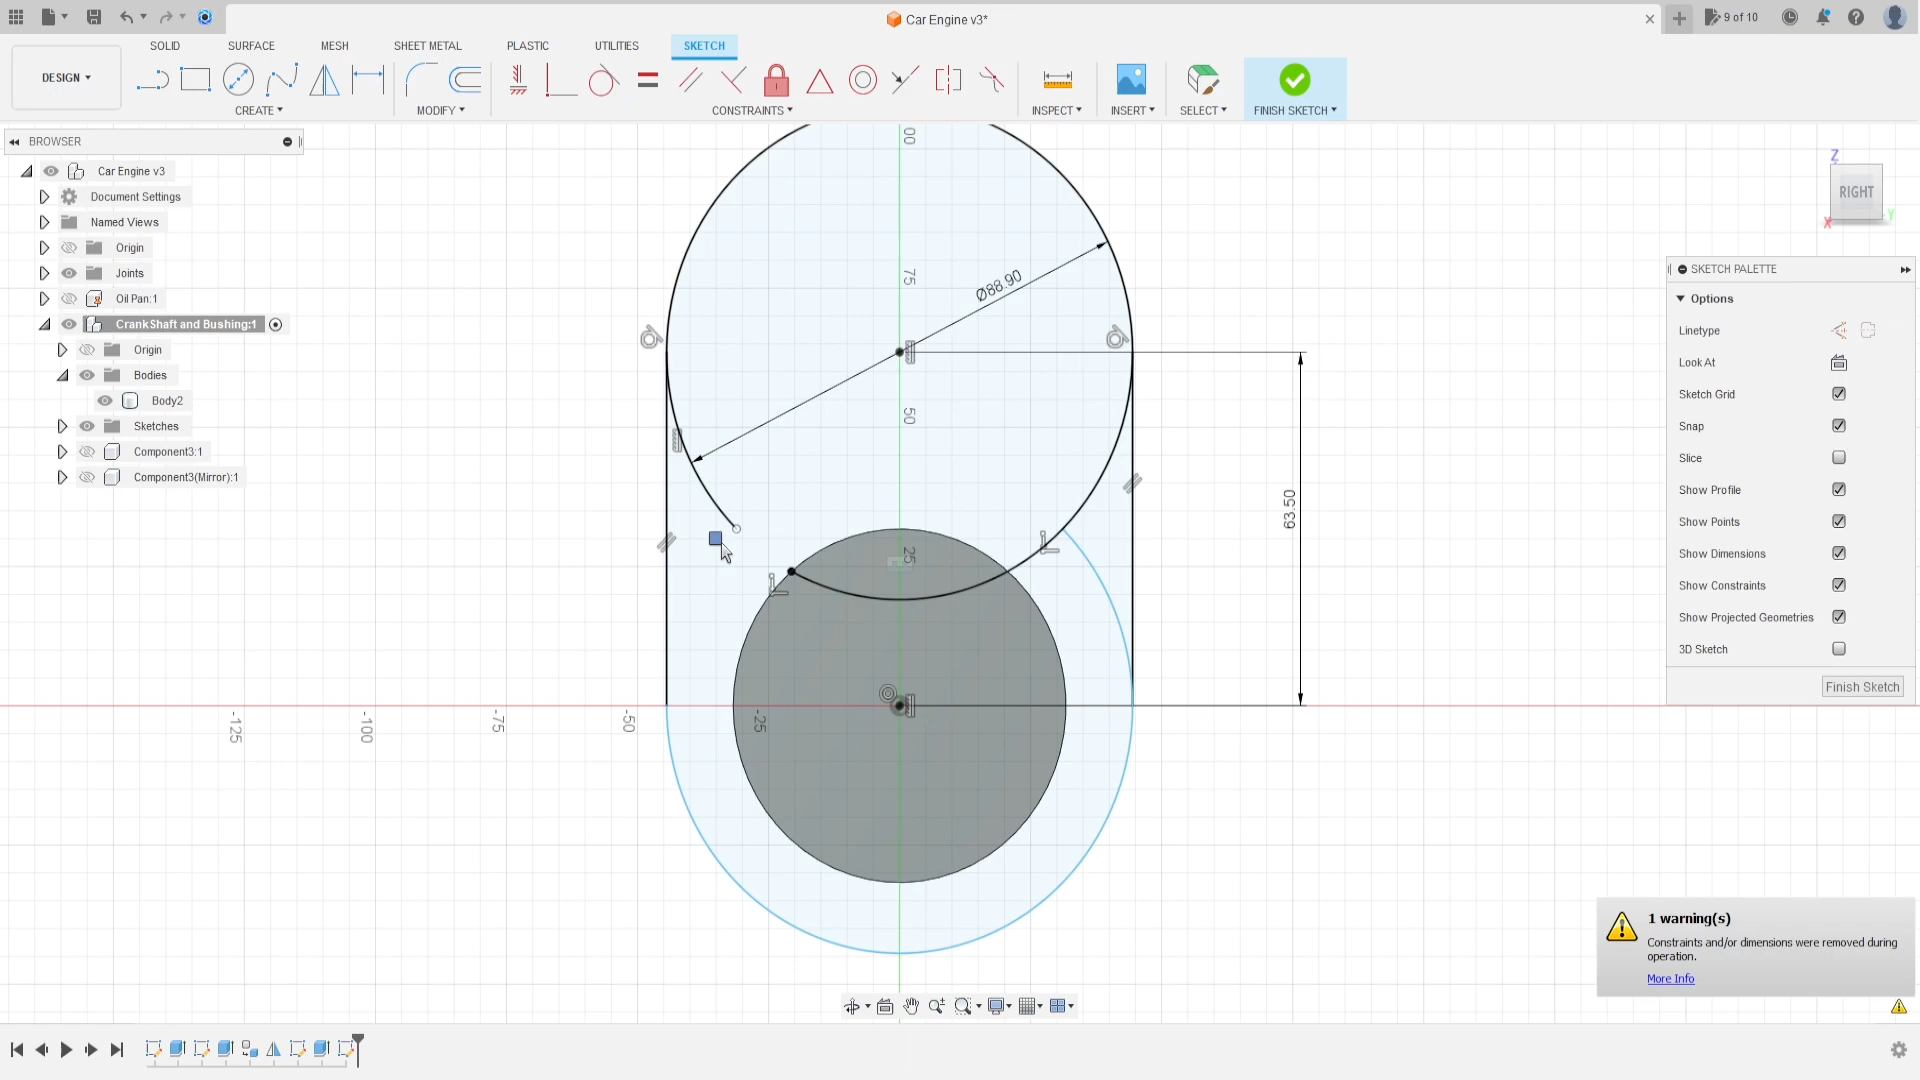 Car Engine v3*
9 of 10
SOLID
SURFACE
MESH
SHEET METAL
PLASTIC
UTILITIES
SKETCH
DESIGN
CREATE
MODIFY
CONSTRAINTS
INSPECT
INSERT
SELECT
FINISH SKETCH
BROWSER
Car Engine v3
Document Settings
Named Views
Origin
Joints
Oil Pan:1
CrankShaft and Bushing:1
Origin
Bodies
Body2
Sketches
Component3:1
Component3(Mirror):1
00
75
50
25
Ø88.90
63.50
-125
-100
-75
-50
-25
Z
RIGHT
X
Y
SKETCH PALETTE
Options
Linetype
Look At
Sketch Grid
Snap
Slice
Show Profile
Show Points
Show Dimensions
Show Constraints
Show Projected Geometries
3D Sketch
Finish Sketch
1 warning(s)
Constraints and/or dimensions were removed during
operation.
More Info